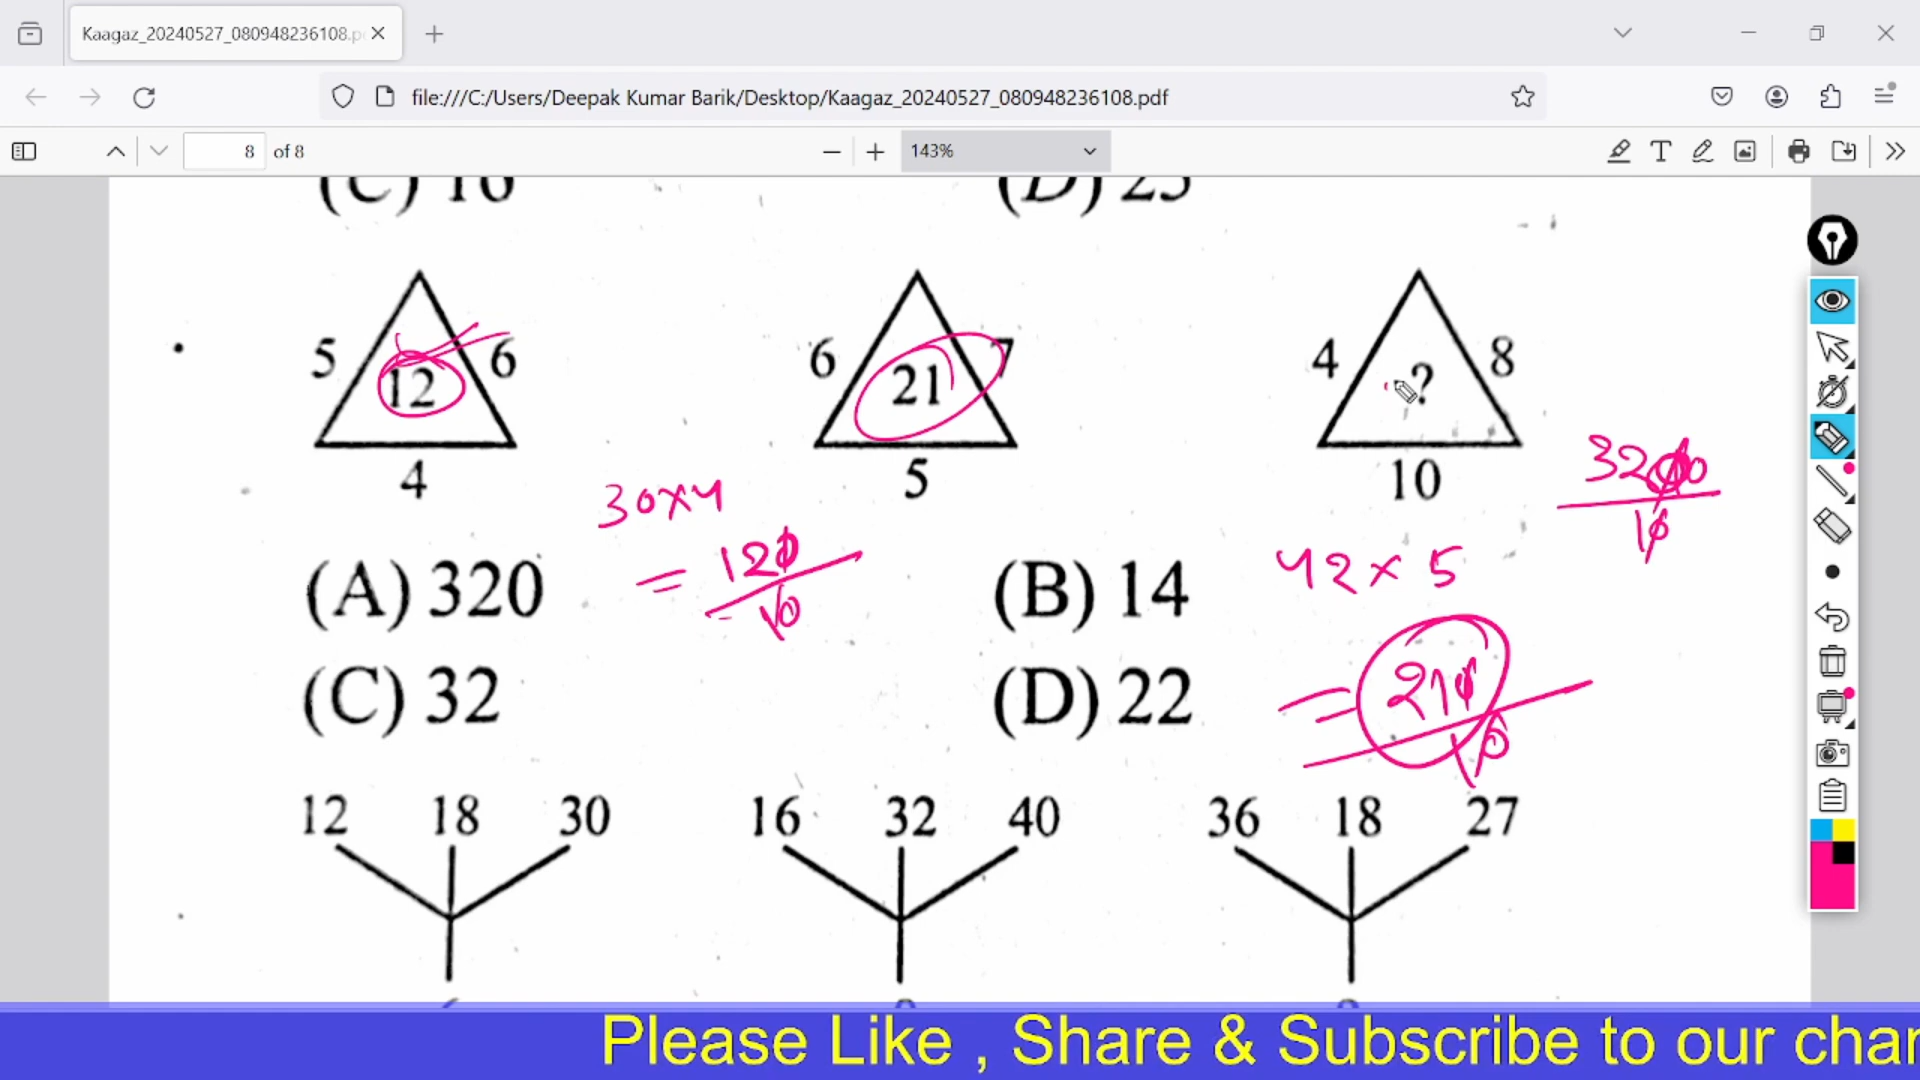 Kaagaz_20240527_080948236108.p
file:///C:/Users/Deepak Kumar Barik/Desktop/Kaagaz_20240527_080948236108.pdf
8 of 8
143%
(C) 16 (D) 25
5 12 6 6 21 7 4 ? 8
4 5 10
30×4
= 120
10
42 × 5
= 210
10
320
10
(A) 320 (B) 14
(C) 32 (D) 22
12 18 30 16 32 40 36 18 27
Please Like , Share & Subscribe to our char